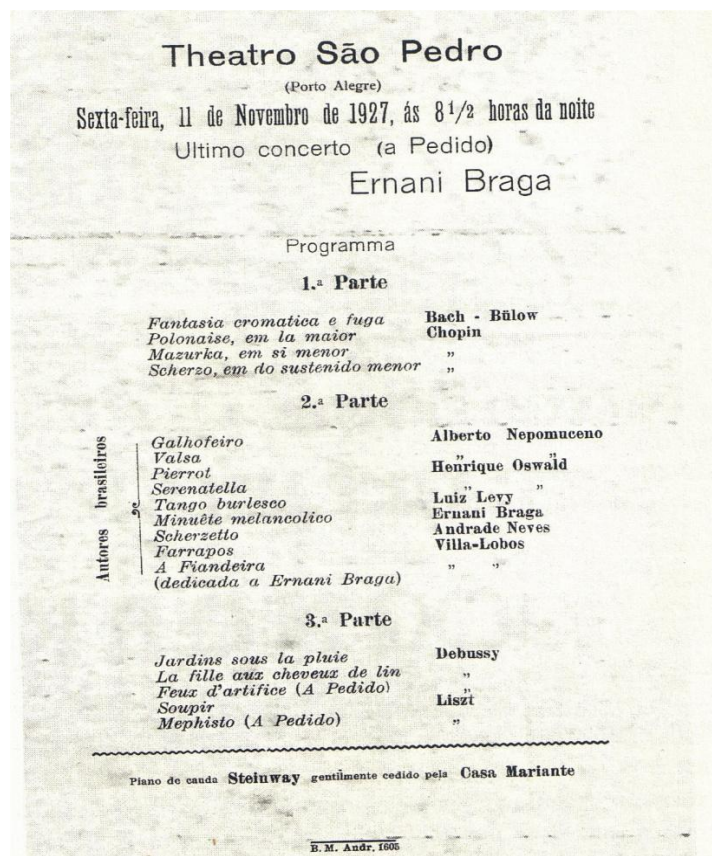 Theatro São Pedro
(Porto Alegre)
Sexta-feira, 11 de Novembro de 1927, ás 8 1/2 horas da noite
Ultimo concerto (a Pedido)
Ernani Braga
Programma
1.ª Parte
Fantasia cromatica e fuga Bach - Bülow
Polonaise, em la maior Chopin
Mazurka, em si menor „
Scherzo, em do sustenido menor „
2.ª Parte
Autores brasileiros
Galhofeiro Alberto Nepomuceno
Valsa „ „
Pierrot Henrique Oswald
Serenatella „ „
Tango burlesco Luiz Levy
Minuête melancolico Ernani Braga
Scherzetto Andrade Neves
Farrapos Villa-Lobos
A Fiandeira „ „
(dedicada a Ernani Braga)
3.ª Parte
Jardins sous la pluie Debussy
La fille aux cheveux de lin „
Feux d'artifice (A Pedido) „
Soupir Liszt
Mephisto (A Pedido) „
Piano de cauda Steinway gentilmente cedido pela Casa Mariante
B. M. Andr, 1605